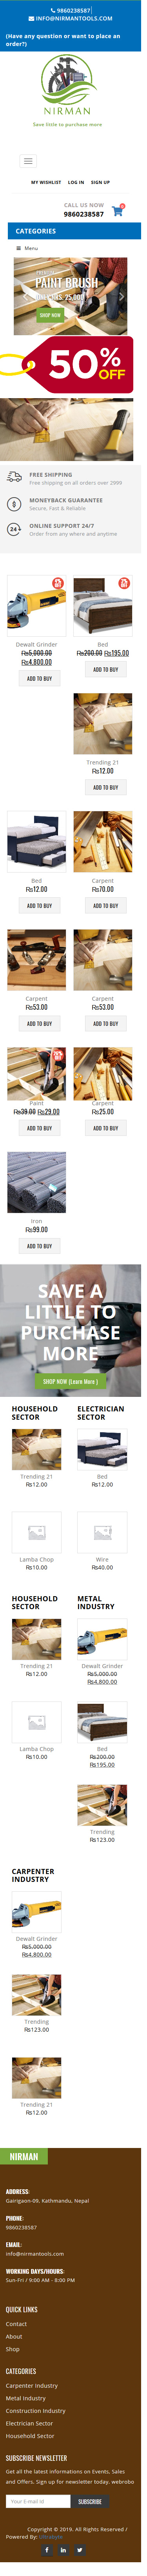 9860238587
INFO@NIRMANTOOLS.COM
(Have any question or want to place an
order?)
Save little to purchase more
MY WISHLIST LOG IN SIGN UP
CALL US NOW
9860238587
0
CATEGORIES
Menu
PAINT BRUSH
SHOP NOW
50%
OFF
FREE SHIPPING
Free shipping on all orders over 2999
MONEYBACK GUARANTEE
Secure, Fast & Reliable
ONLINE SUPPORT 24/7
Order from any where and anytime
Dewalt Grinder
₨5,000.00
₨4,800.00
ADD TO BUY
Bed
₨200.00 ₨195.00
ADD TO BUY
Trending 21
₨12.00
ADD TO BUY
Bed
₨12.00
ADD TO BUY
Carpent
₨70.00
ADD TO BUY
Carpent
₨53.00
ADD TO BUY
Carpent
₨53.00
ADD TO BUY
Paint
₨39.00 ₨29.00
ADD TO BUY
Carpent
₨25.00
ADD TO BUY
Iron
₨99.00
ADD TO BUY
SAVE A
LITTLE TO
PURCHASE
MORE
SHOP NOW (Learn More )
HOUSEHOLD
SECTOR
Trending 21
₨12.00
Lamba Chop
₨10.00
ELECTRICIAN
SECTOR
Bed
₨12.00
Wire
₨40.00
HOUSEHOLD
SECTOR
Trending 21
₨12.00
Lamba Chop
₨10.00
METAL
INDUSTRY
Dewalt Grinder
₨5,000.00
₨4,800.00
Bed
₨200.00
₨195.00
Trending
₨123.00
CARPENTER
INDUSTRY
Dewalt Grinder
₨5,000.00
₨4,800.00
Trending
₨123.00
Trending 21
₨12.00
NIRMAN
ADDRESS:
Gairigaon-09, Kathmandu, Nepal
PHONE:
9860238587
EMAIL:
info@nirmantools.com
WORKING DAYS/HOURS:
Sun-Fri / 9:00 AM - 8:00 PM
QUICK LINKS
Contact
About
Shop
CATEGORIES
Carpenter Industry
Metal Industry
Construction Industry
Electrician Sector
Household Sector
SUBSCRIBE NEWSLETTER
Get all the latest informations on Events, Sales
and Offers. Sign up for newsletter today. webrobo
Your E-mail id
SUBSCRIBE
Copyright © 2019. All Rights Reserved /
Powered By: